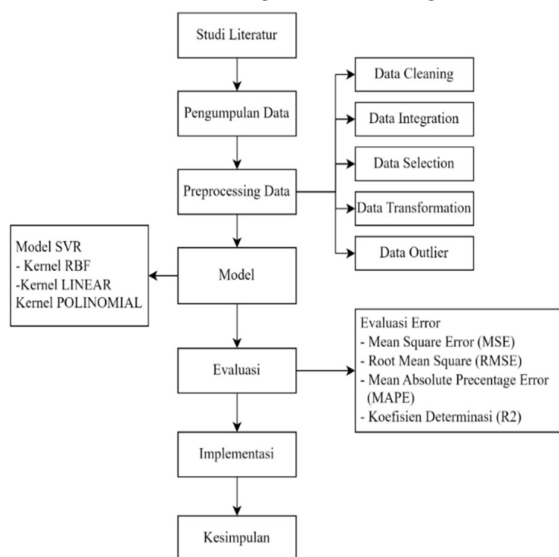 Studi Literatur
Pengumpulan Data
Preprocessing Data
Data Cleaning
Data Integration
Data Selection
Data Transformation
Data Outlier
Model
Model SVR
- Kernel RBF
-Kernel LINEAR
Kernel POLINOMIAL
Evaluasi
Evaluasi Error
- Mean Square Error (MSE)
- Root Mean Square (RMSE)
- Mean Absolute Precentage Error
(MAPE)
- Koefisien Determinasi (R2)
Implementasi
Kesimpulan